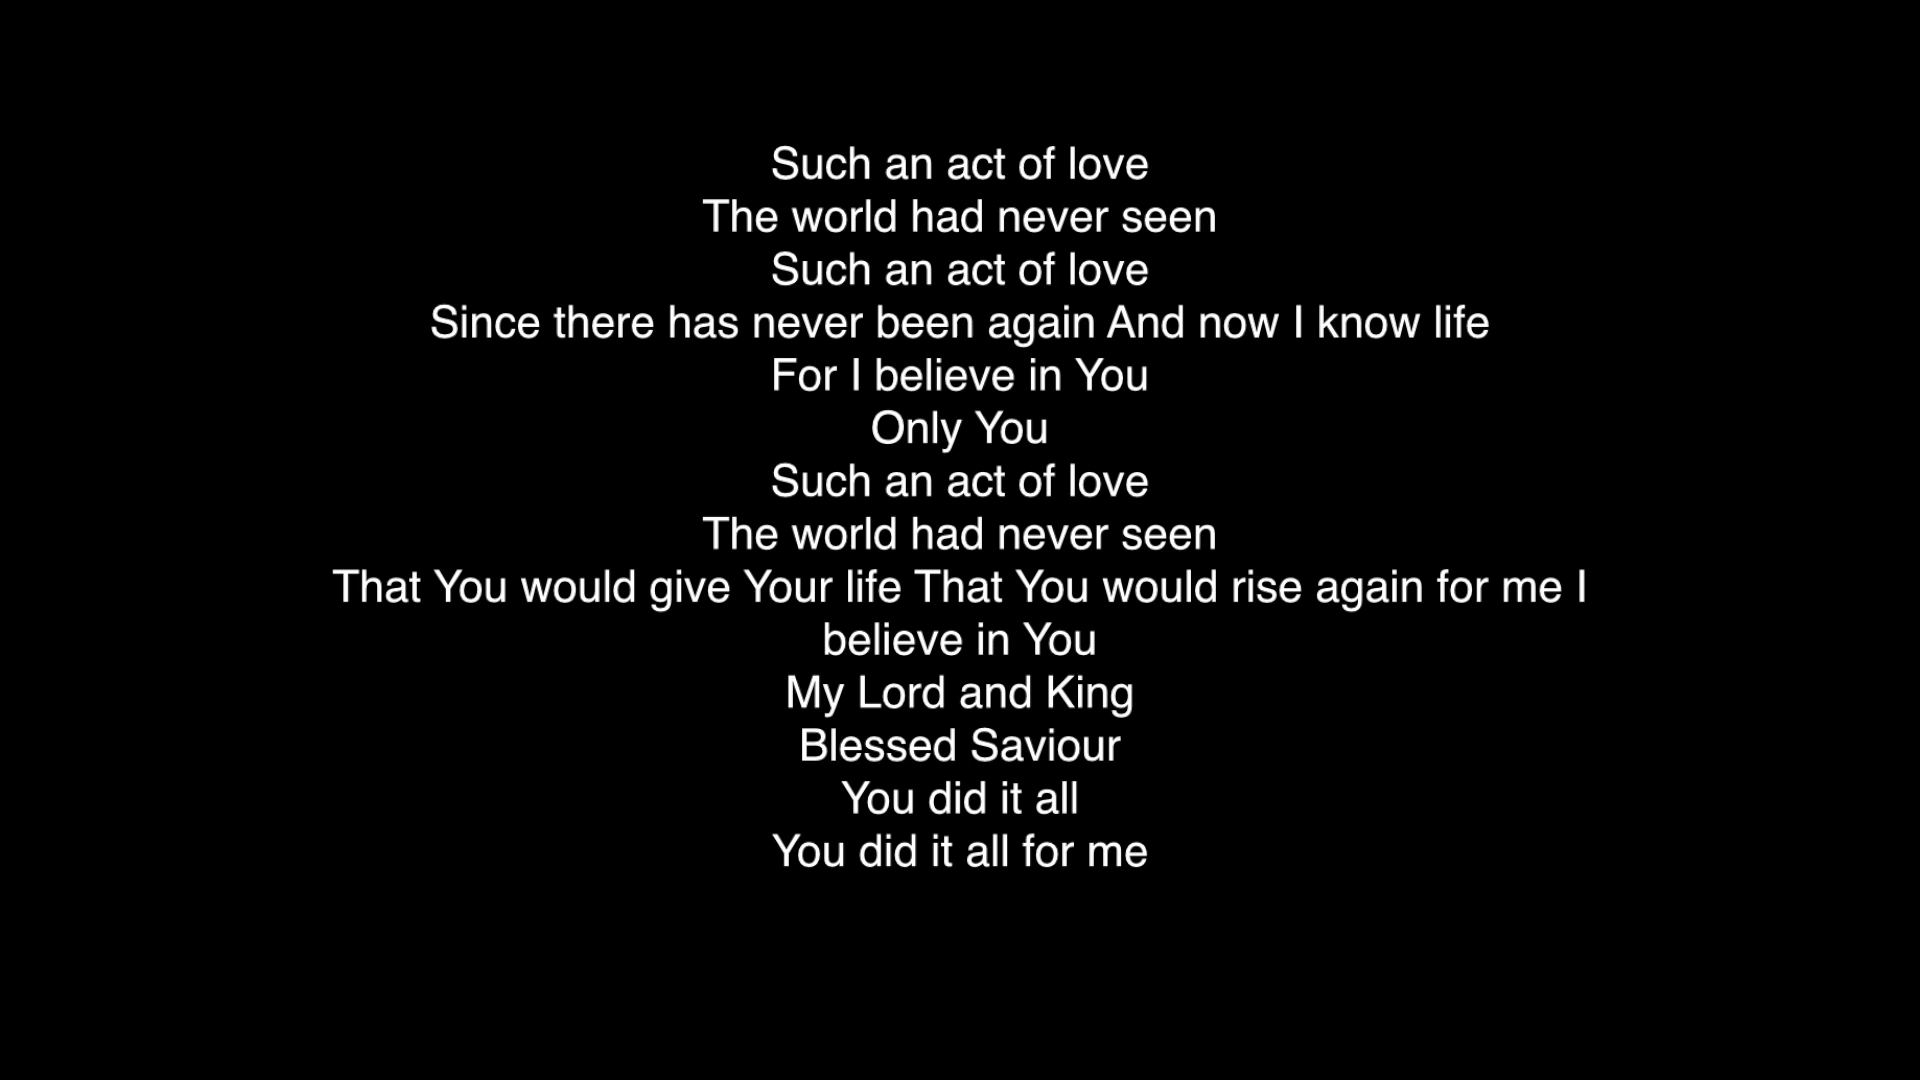 Such an act of love
The world had never seen
Such an act of love
Since there has never been again And now I know life
For I believe in You
Only You
Such an act of love
The world had never seen
That You would give Your life That You would rise again for me I
believe in You
My Lord and King
Blessed Saviour
You did it all
You did it all for me